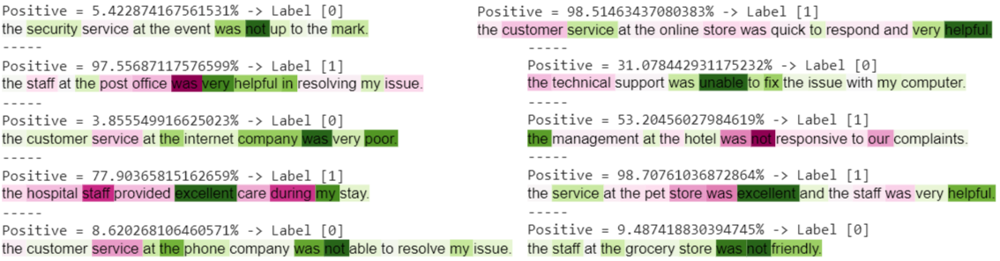 Positive = 5.422874167561531% -> Label [0]
the security service at the event was not up to the mark.
-----
Positive = 97.55687117576599% -> Label [1]
the staff at the post office was very helpful in resolving my issue.
-----
Positive = 3.855549916625023% -> Label [0]
the customer service at the internet company was very poor.
-----
Positive = 77.90365815162659% -> Label [1]
the hospital staff provided excellent care during my stay.
-----
Positive = 8.620268106460571% -> Label [0]
the customer service at the phone company was not able to resolve my issue.
Positive = 98.51463437080383% -> Label [1]
the customer service at the online store was quick to respond and very helpful.
-----
Positive = 31.078442931175232% -> Label [0]
the technical support was unable to fix the issue with my computer.
-----
Positive = 53.20456027984619% -> Label [1]
the management at the hotel was not responsive to our complaints.
-----
Positive = 98.70761036872864% -> Label [1]
the service at the pet store was excellent and the staff was very helpful.
-----
Positive = 9.487418830394745% -> Label [0]
the staff at the grocery store was not friendly.